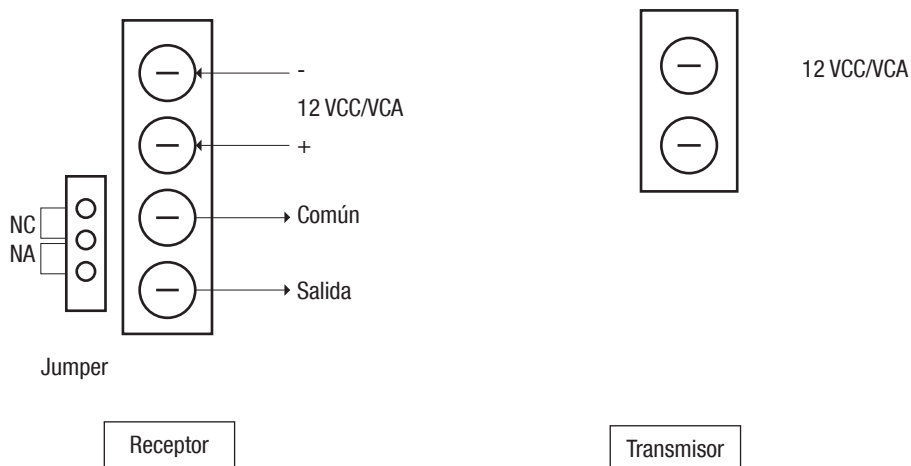 -
12 VCC/VCA
+
NC
NA
Común
Salida
Jumper
Receptor
12 VCC/VCA
Transmisor